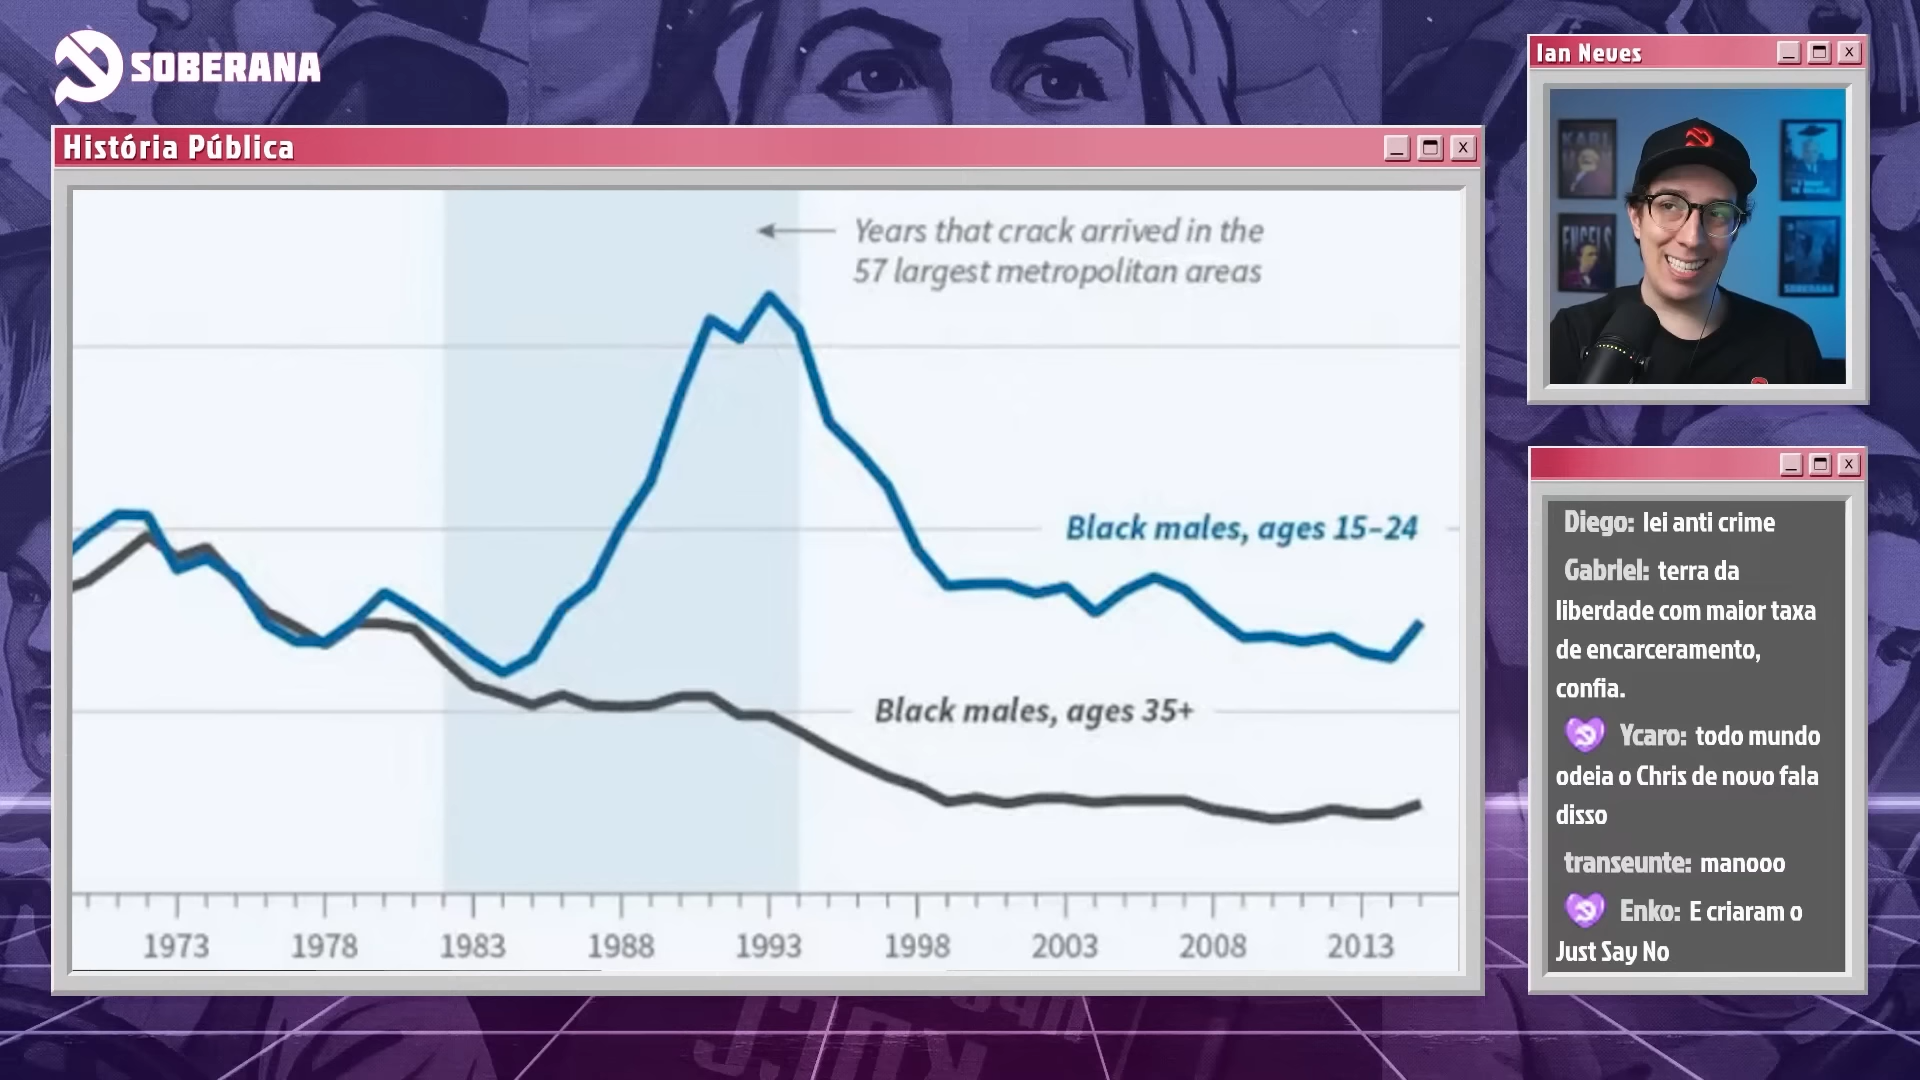 SOBERANA
História Pública
Years that crack arrived in the
57 largest metropolitan areas
Black males, ages 15–24
Black males, ages 35+
1973 1978 1983 1988 1993 1998 2003 2008 2013
Ian Neves
KARL
ENGELS
SOBERANA
Diego: lei anti crime
Gabriel: terra da
liberdade com maior taxa
de encarceramento,
confia.
Ycaro: todo mundo
odeia o Chris de novo fala
disso
transeunte: manooo
Enko: E criaram o
Just Say No